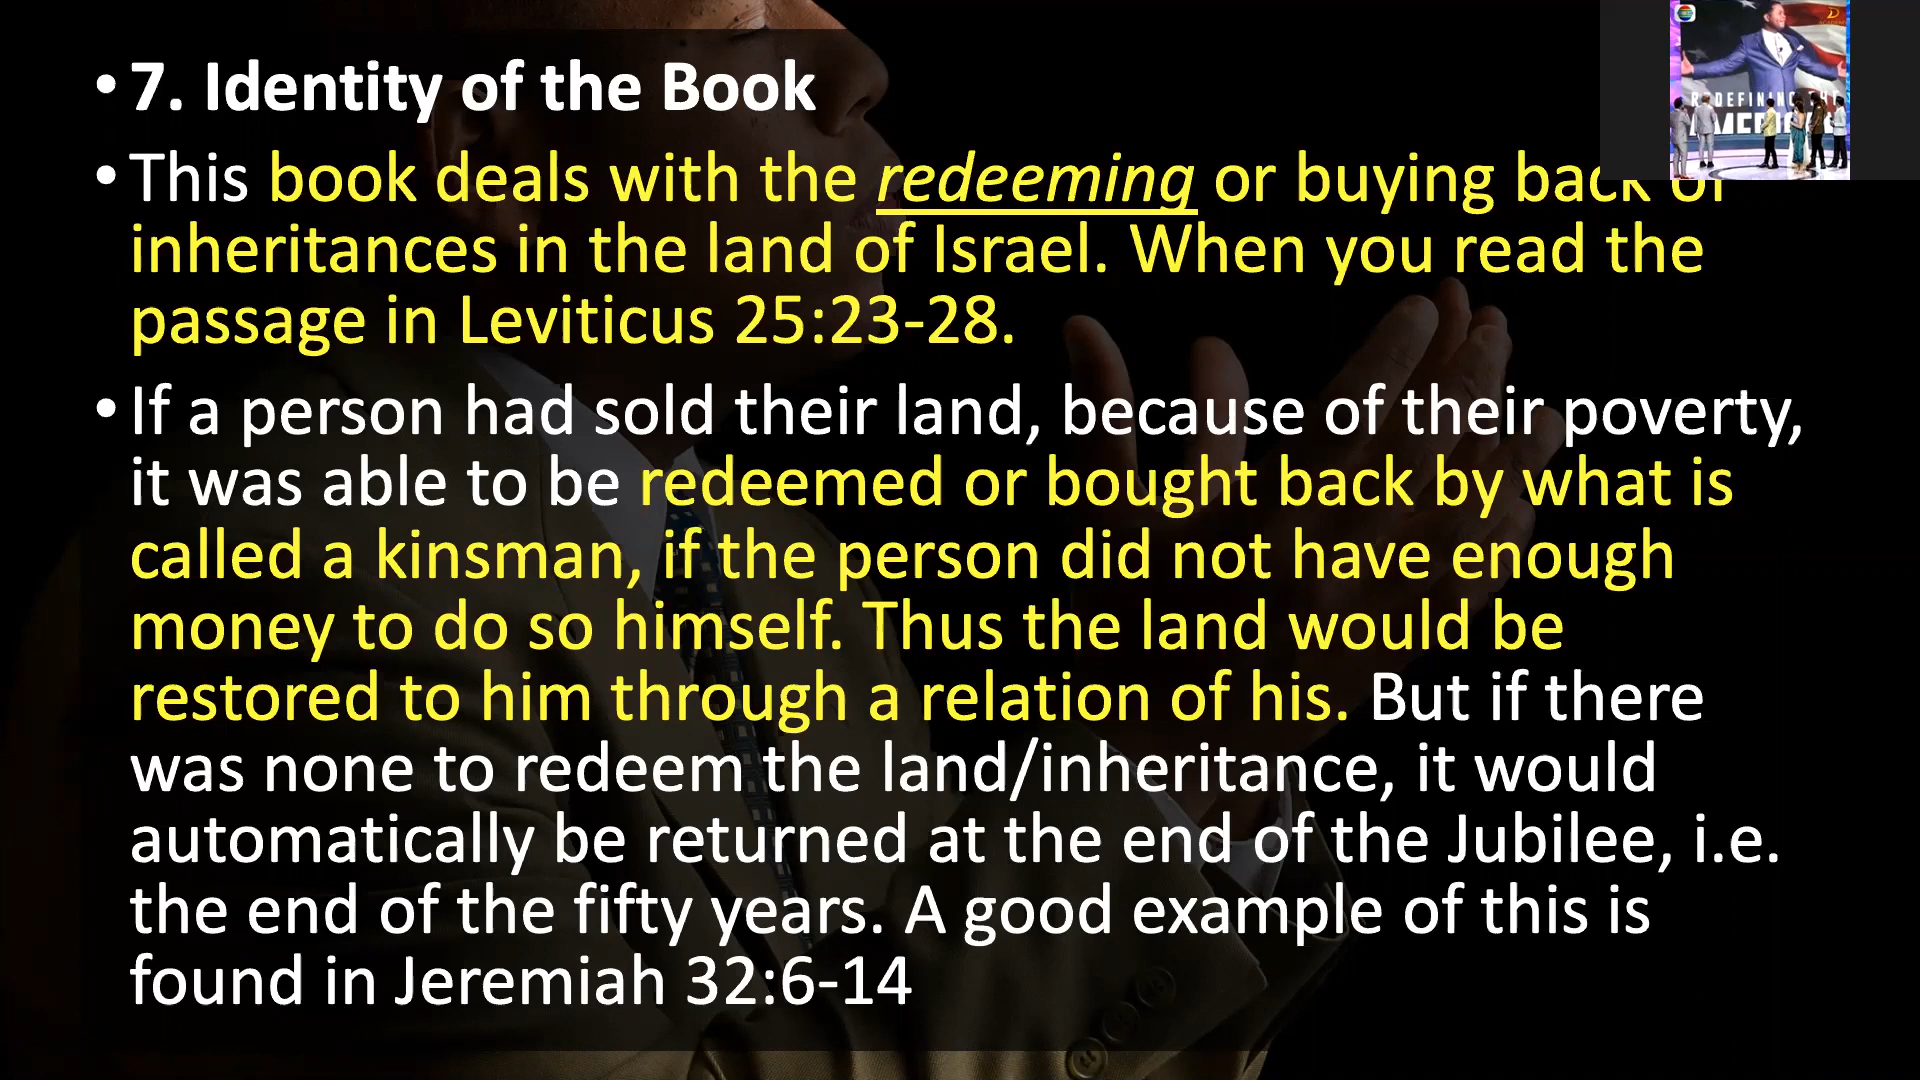 • 7. Identity of the Book
• This book deals with the redeeming or buying back of
inheritances in the land of Israel. When you read the
passage in Leviticus 25:23-28.
• If a person had sold their land, because of their poverty,
it was able to be redeemed or bought back by what is
called a kinsman, if the person did not have enough
money to do so himself. Thus the land would be
restored to him through a relation of his. But if there
was none to redeem the land/inheritance, it would
automatically be returned at the end of the Jubilee, i.e.
the end of the fifty years. A good example of this is
found in Jeremiah 32:6-14
REDEFINING THE